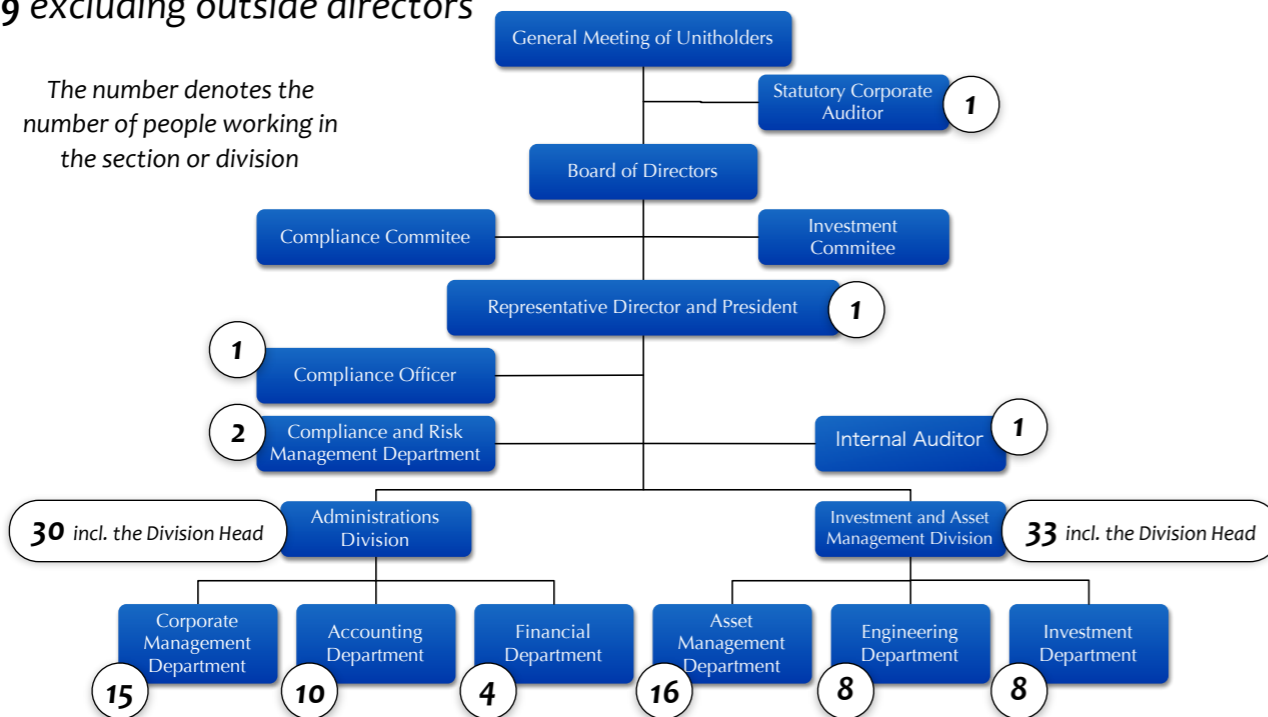 9 excluding outside directors
The number denotes the
number of people working in
the section or division
General Meeting of Unitholders
Statutory Corporate
Auditor
1
Board of Directors
Compliance Commitee
Investment
Commitee
Representative Director and President
1
1
Compliance Officer
2
Compliance and Risk
Management Department
Internal Auditor
1
30 incl. the Division Head
Administrations
Division
Investment and Asset
Management Division
33 incl. the Division Head
Corporate
Management
Department
15
Accounting
Department
10
Financial
Department
4
Asset
Management
Department
16
Engineering
Department
8
Investment
Department
8